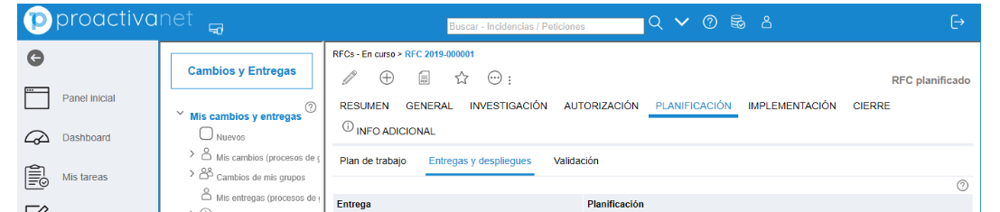 proactivanet
Buscar - Incidencias / Peticiones
Panel inicial
Dashboard
Mis tareas
Cambios y Entregas
Mis cambios y entregas
Nuevos
Mis cambios (procesos de
Cambios de mis grupos
Mis entregas (procesos de
RFCs - En curso > RFC 2019-000001
RFC planificado
RESUMEN GENERAL INVESTIGACIÓN AUTORIZACIÓN PLANIFICACIÓN IMPLEMENTACIÓN CIERRE
INFO ADICIONAL
Plan de trabajo Entregas y despliegues Validación
Entrega Planificación